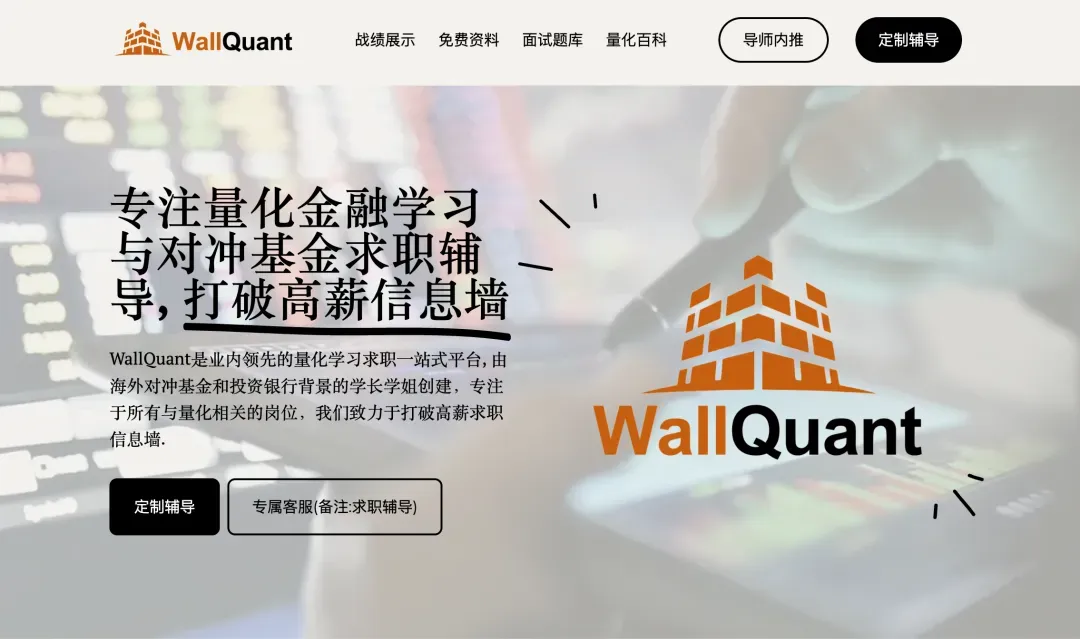 WallQuant
战绩展示 免费资料 面试题库 量化百科
导师内推
定制辅导
专注量化金融学习
与对冲基金求职辅
导, 打破高薪信息墙
WallQuant是业内领先的量化学习求职一站式平台, 由
海外对冲基金和投资银行背景的学长学姐创建，专注
于所有与量化相关的岗位，我们致力于打破高薪求职
信息墙.
定制辅导
专属客服(备注:求职辅导)
WallQuant